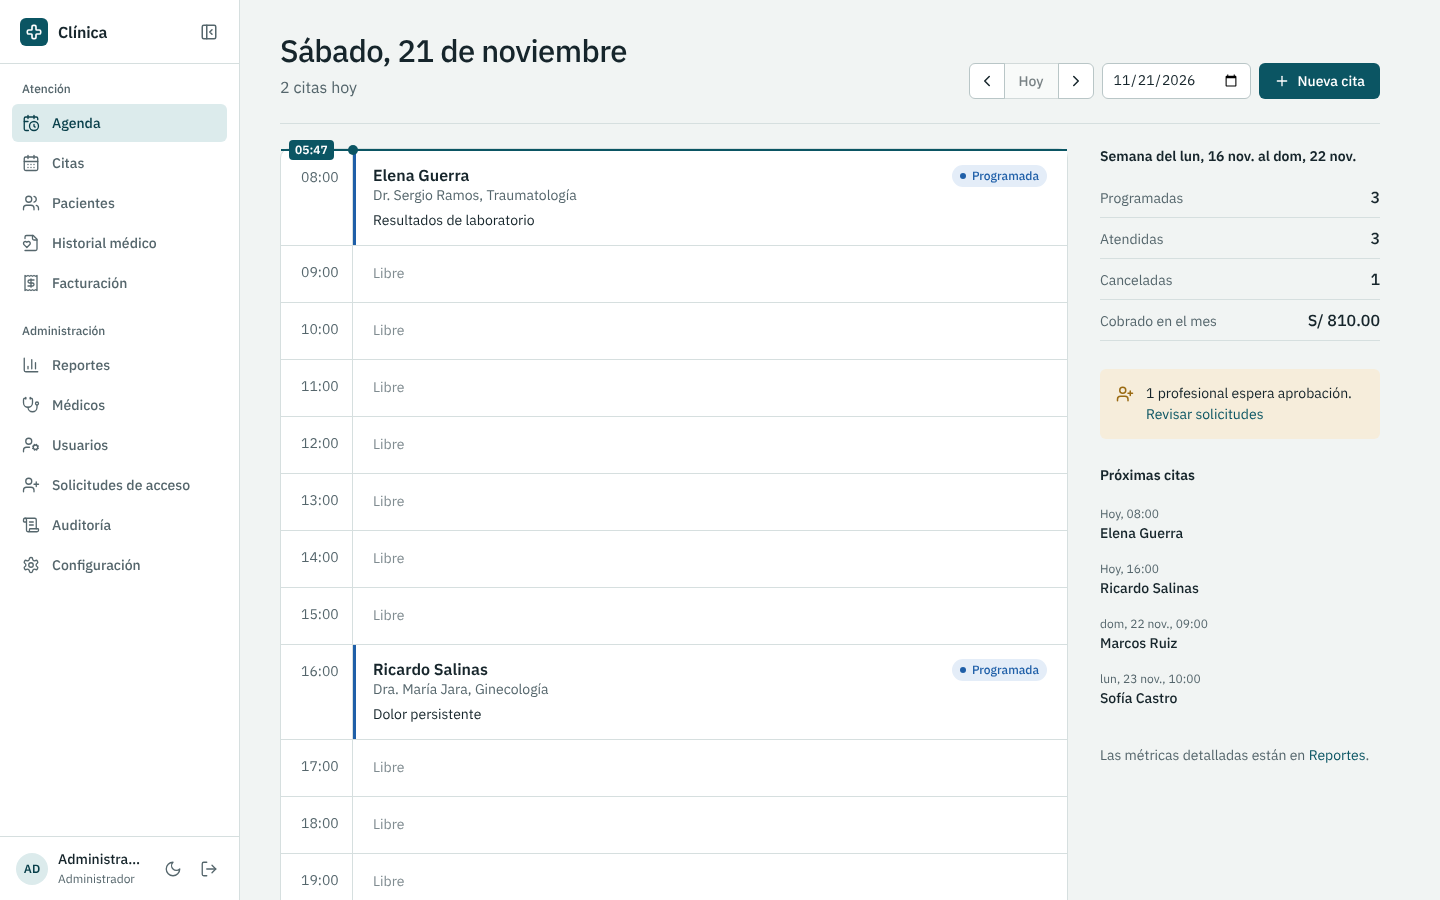 Clínica
Atención
Agenda
Citas
Pacientes
Historial médico
Facturación
Administración
Reportes
Médicos
Usuarios
Solicitudes de acceso
Auditoría
Configuración
AD
Administra...
Administrador
Sábado, 21 de noviembre
2 citas hoy
Hoy
11/21/2026
Nueva cita
05:47
08:00
Elena Guerra
Programada
Dr. Sergio Ramos, Traumatología
Resultados de laboratorio
09:00 Libre
10:00 Libre
11:00 Libre
12:00 Libre
13:00 Libre
14:00 Libre
15:00 Libre
16:00
Ricardo Salinas
Programada
Dra. María Jara, Ginecología
Dolor persistente
17:00 Libre
18:00 Libre
19:00 Libre
Semana del lun, 16 nov. al dom, 22 nov.
Programadas 3
Atendidas 3
Canceladas 1
Cobrado en el mes S/ 810.00
1 profesional espera aprobación.
Revisar solicitudes
Próximas citas
Hoy, 08:00
Elena Guerra
Hoy, 16:00
Ricardo Salinas
dom, 22 nov., 09:00
Marcos Ruiz
lun, 23 nov., 10:00
Sofía Castro
Las métricas detalladas están en Reportes.